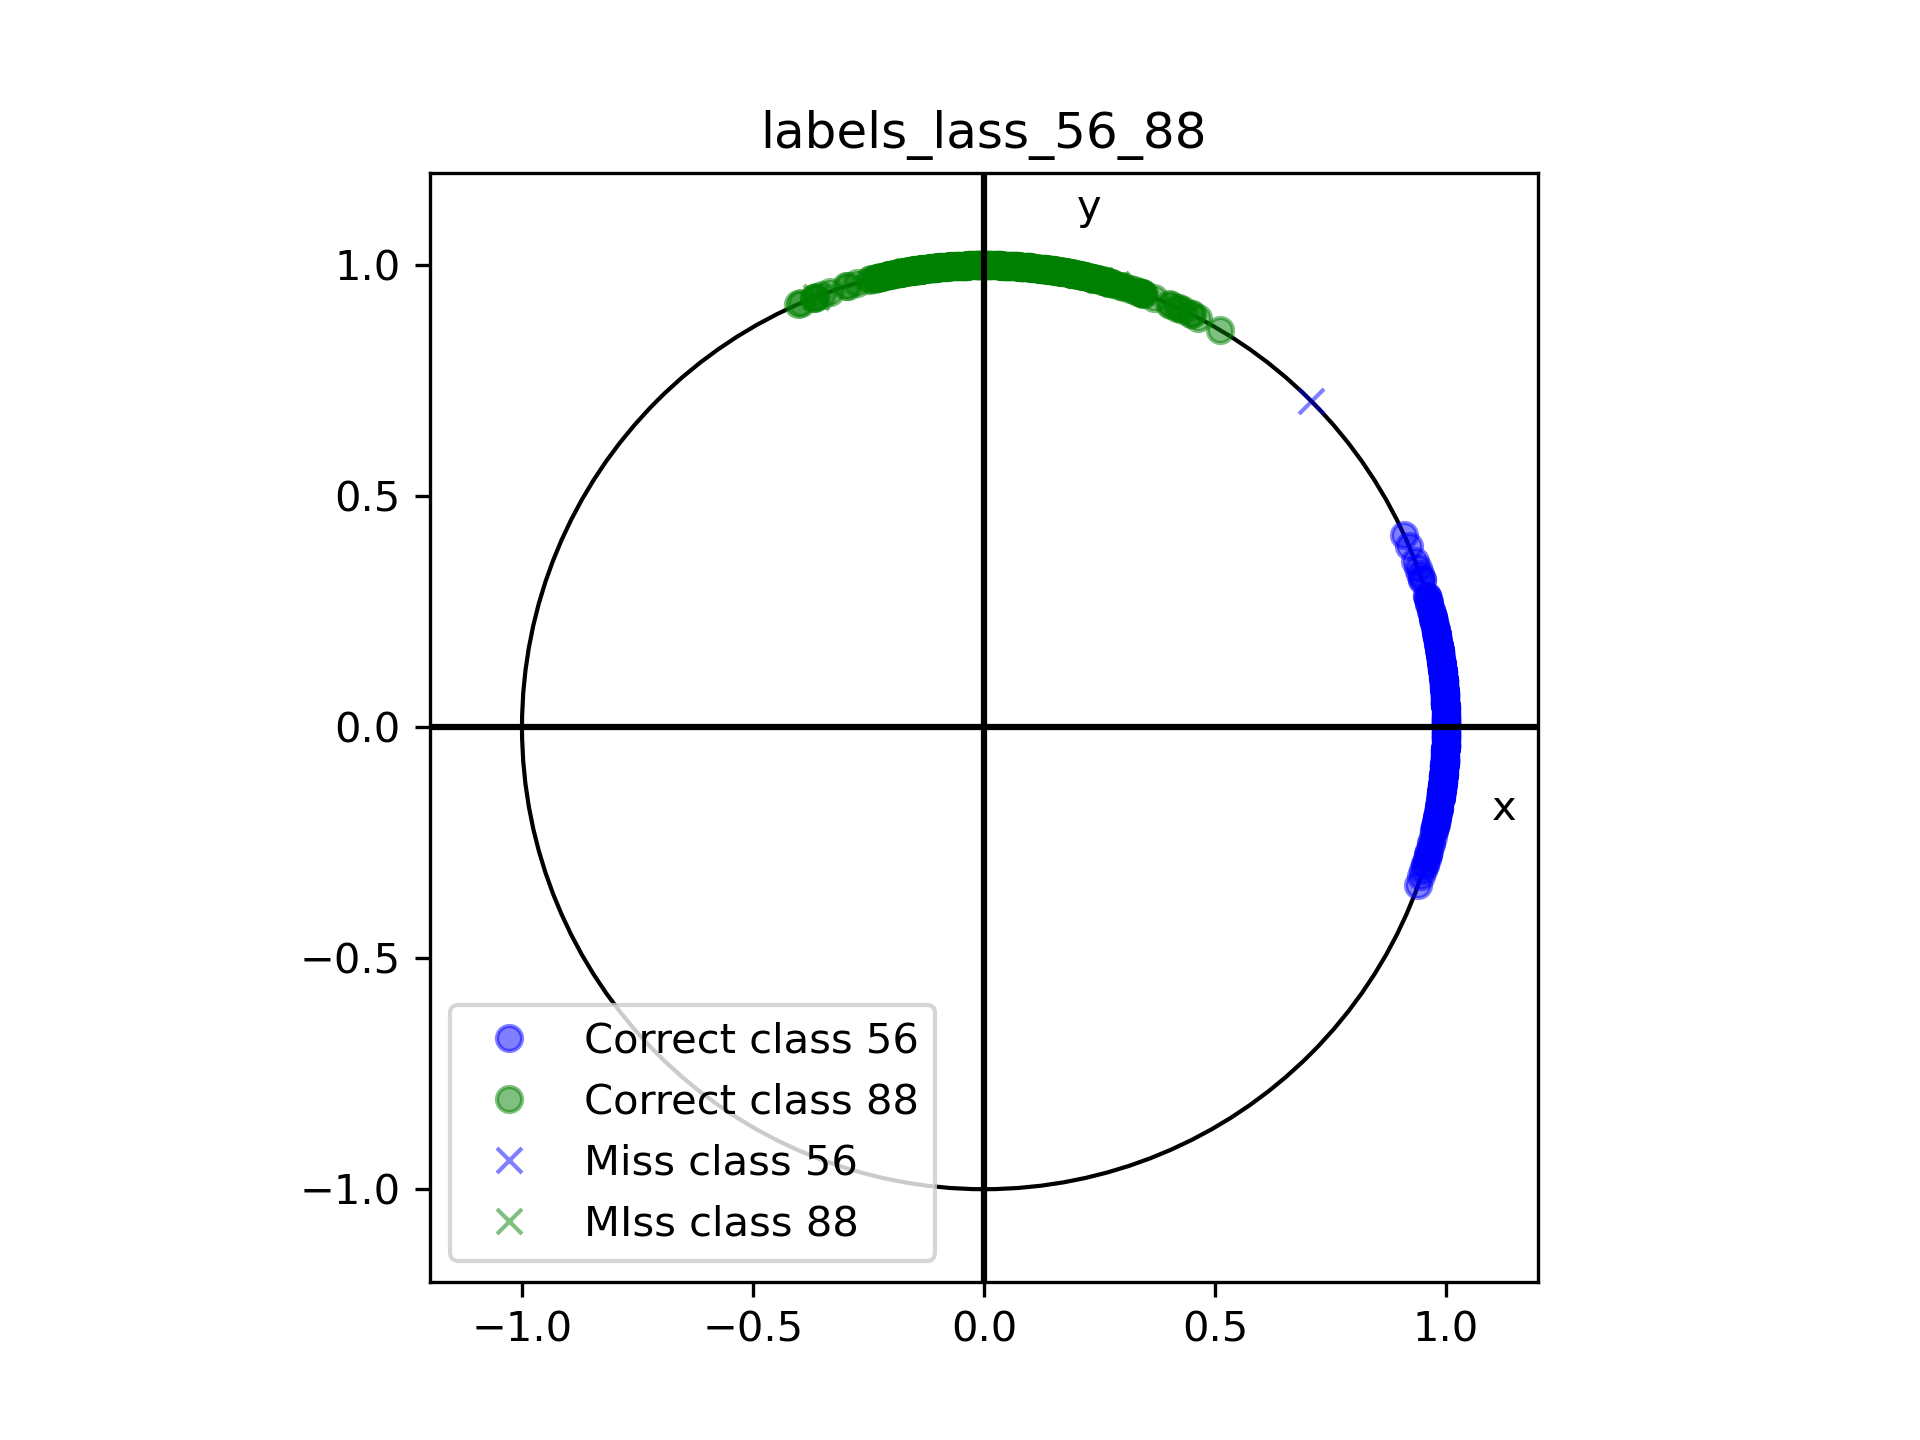 labels_lass_56_88
y
1.0
0.5
0.0
x
−0.5
−1.0
Correct class 56
Correct class 88
Miss class 56
MIss class 88
−1.0 −0.5 0.0 0.5 1.0